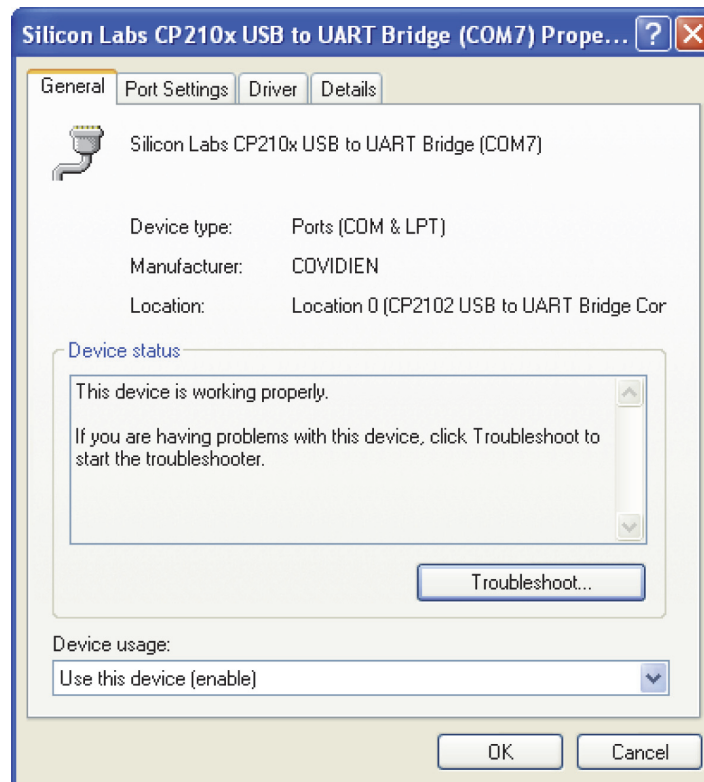 Silicon Labs CP210x USB to UART Bridge (COM7) Prope...
General Port Settings Driver Details
Silicon Labs CP210x USB to UART Bridge (COM7)
Device type: Ports (COM & LPT)
Manufacturer: COVIDIEN
Location: Location 0 (CP2102 USB to UART Bridge Cor
Device status
This device is working properly.
If you are having problems with this device, click Troubleshoot to
start the troubleshooter.
Troubleshoot...
Device usage:
Use this device (enable)
OK Cancel